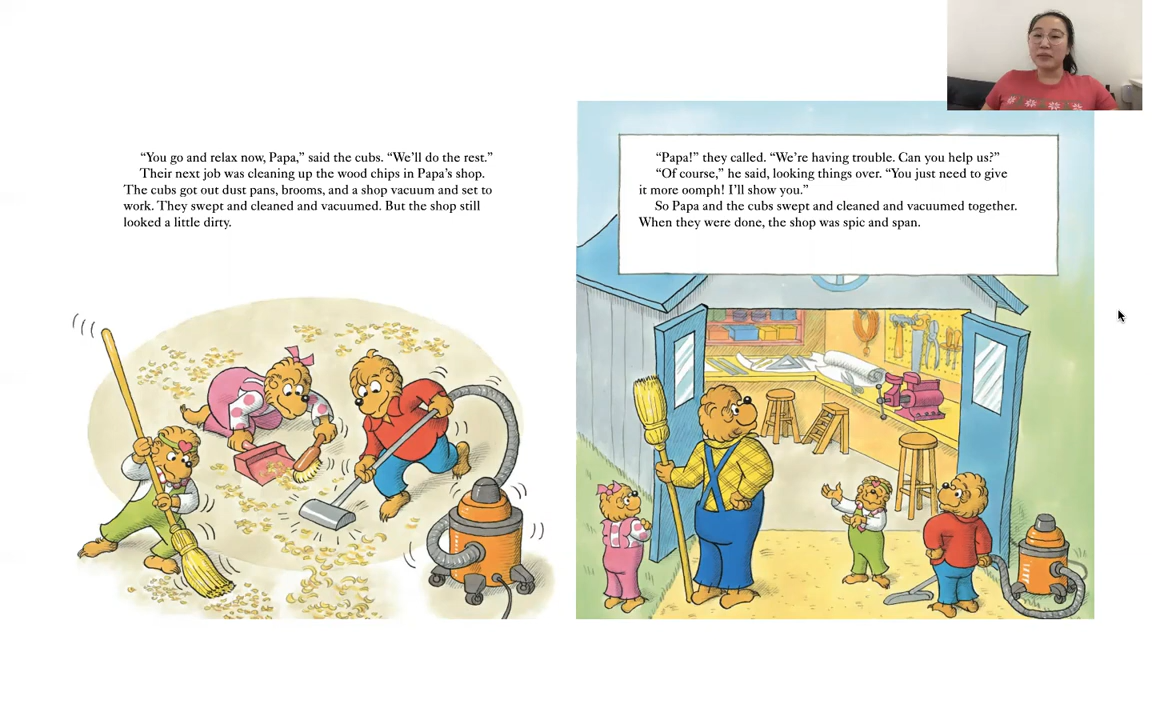 “You go and relax now, Papa,” said the cubs. “We’ll do the rest.”
Their next job was cleaning up the wood chips in Papa’s shop.
The cubs got out dust pans, brooms, and a shop vacuum and set to
work. They swept and cleaned and vacuumed. But the shop still
looked a little dirty.
“Papa!” they called. “We’re having trouble. Can you help us?”
“Of course,” he said, looking things over. “You just need to give
it more oomph! I’ll show you.”
So Papa and the cubs swept and cleaned and vacuumed together.
When they were done, the shop was spic and span.